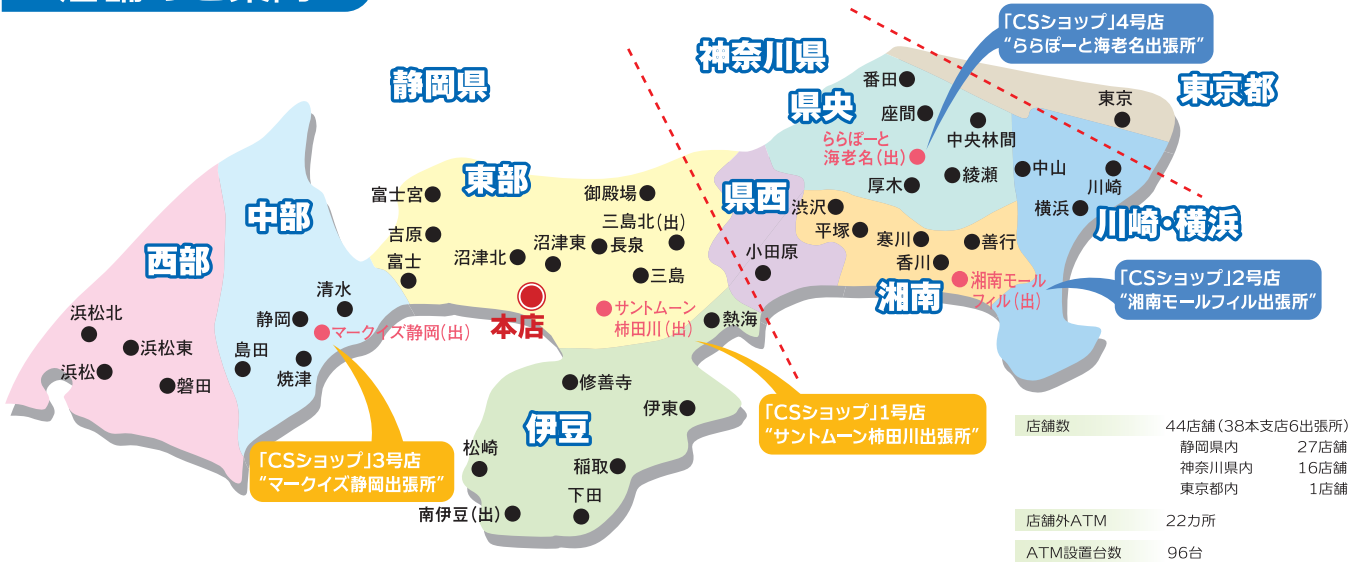 店舗のご案内
「CSショップ」4号店
“ららぽーと海老名出張所”
神奈川県
静岡県
東京都
番田
県央
東京
座間
中央林間
ららぽーと
海老名(出)
中山
川崎
綾瀬
厚木
東部
御殿場
富士宮
県西
渋沢
横浜
川崎・横浜
中部
三島北(出)
平塚
吉原
沼津東
長泉
寒川
善行
西部
富士
沼津北
小田原
香川
三島
湘南モール
フィル(出)
「CSショップ」2号店
“湘南モールフィル出張所”
清水
湘南
浜松北
静岡
マークイズ静岡(出)
本店
サントムーン
柿田川(出)
熱海
浜松東
島田
浜松
磐田
焼津
修善寺
伊東
「CSショップ」1号店
“サントムーン柿田川出張所”
伊豆
松崎
「CSショップ」3号店
“マークイズ静岡出張所”
稲取
下田
南伊豆(出)
店舗数 44店舗(38本支店6出張所)
静岡県内 27店舗
神奈川県内 16店舗
東京都内 1店舗
店舗外ATM 22カ所
ATM設置台数 96台